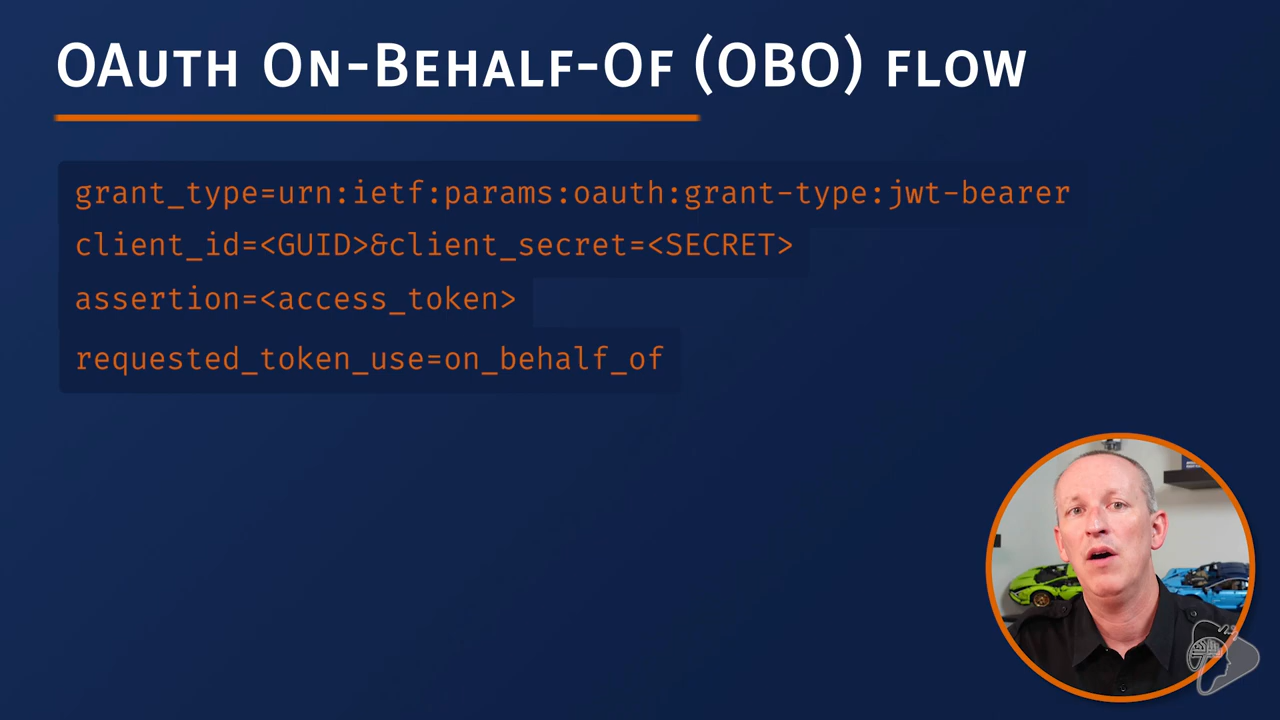 OAuth On-Behalf-Of (OBO) flow
grant_type=urn:ietf:params:oauth:grant-type:jwt-bearer
client_id=<GUID>&client_secret=<SECRET>
assertion=<access_token>
requested_token_use=on_behalf_of